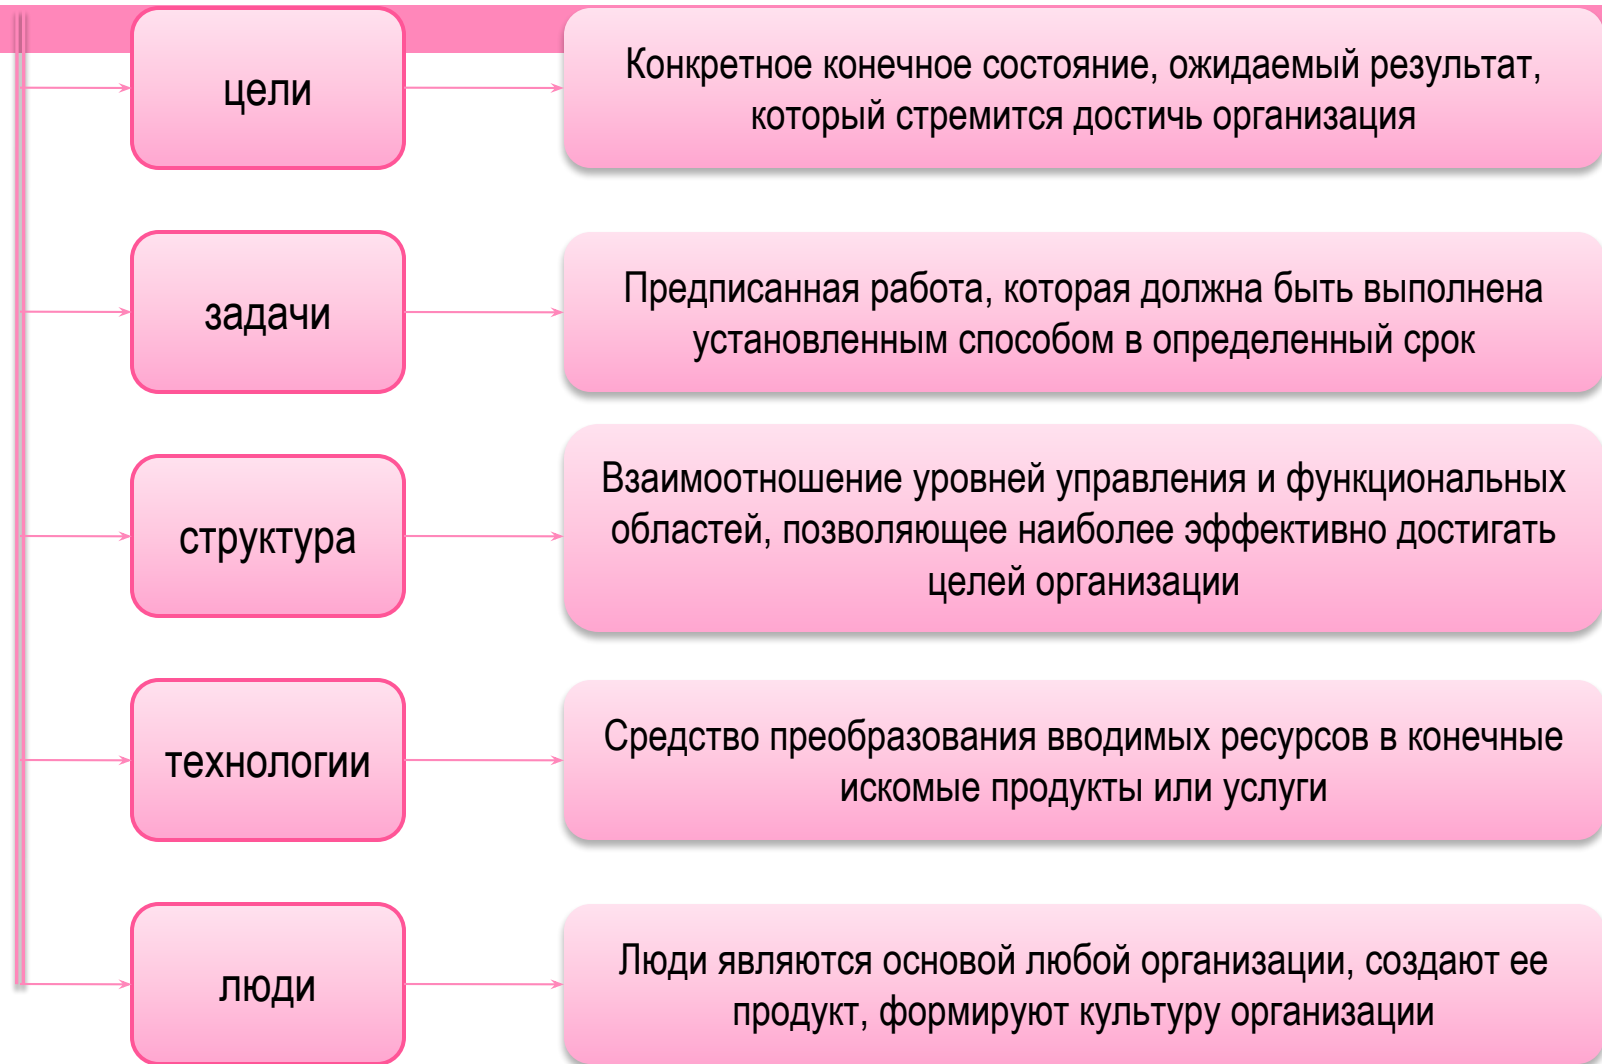 цели
Конкретное конечное состояние, ожидаемый результат,
который стремится достичь организация
задачи
Предписанная работа, которая должна быть выполнена
установленным способом в определенный срок
структура
Взаимоотношение уровней управления и функциональных
областей, позволяющее наиболее эффективно достигать
целей организации
технологии
Средство преобразования вводимых ресурсов в конечные
искомые продукты или услуги
люди
Люди являются основой любой организации, создают ее
продукт, формируют культуру организации